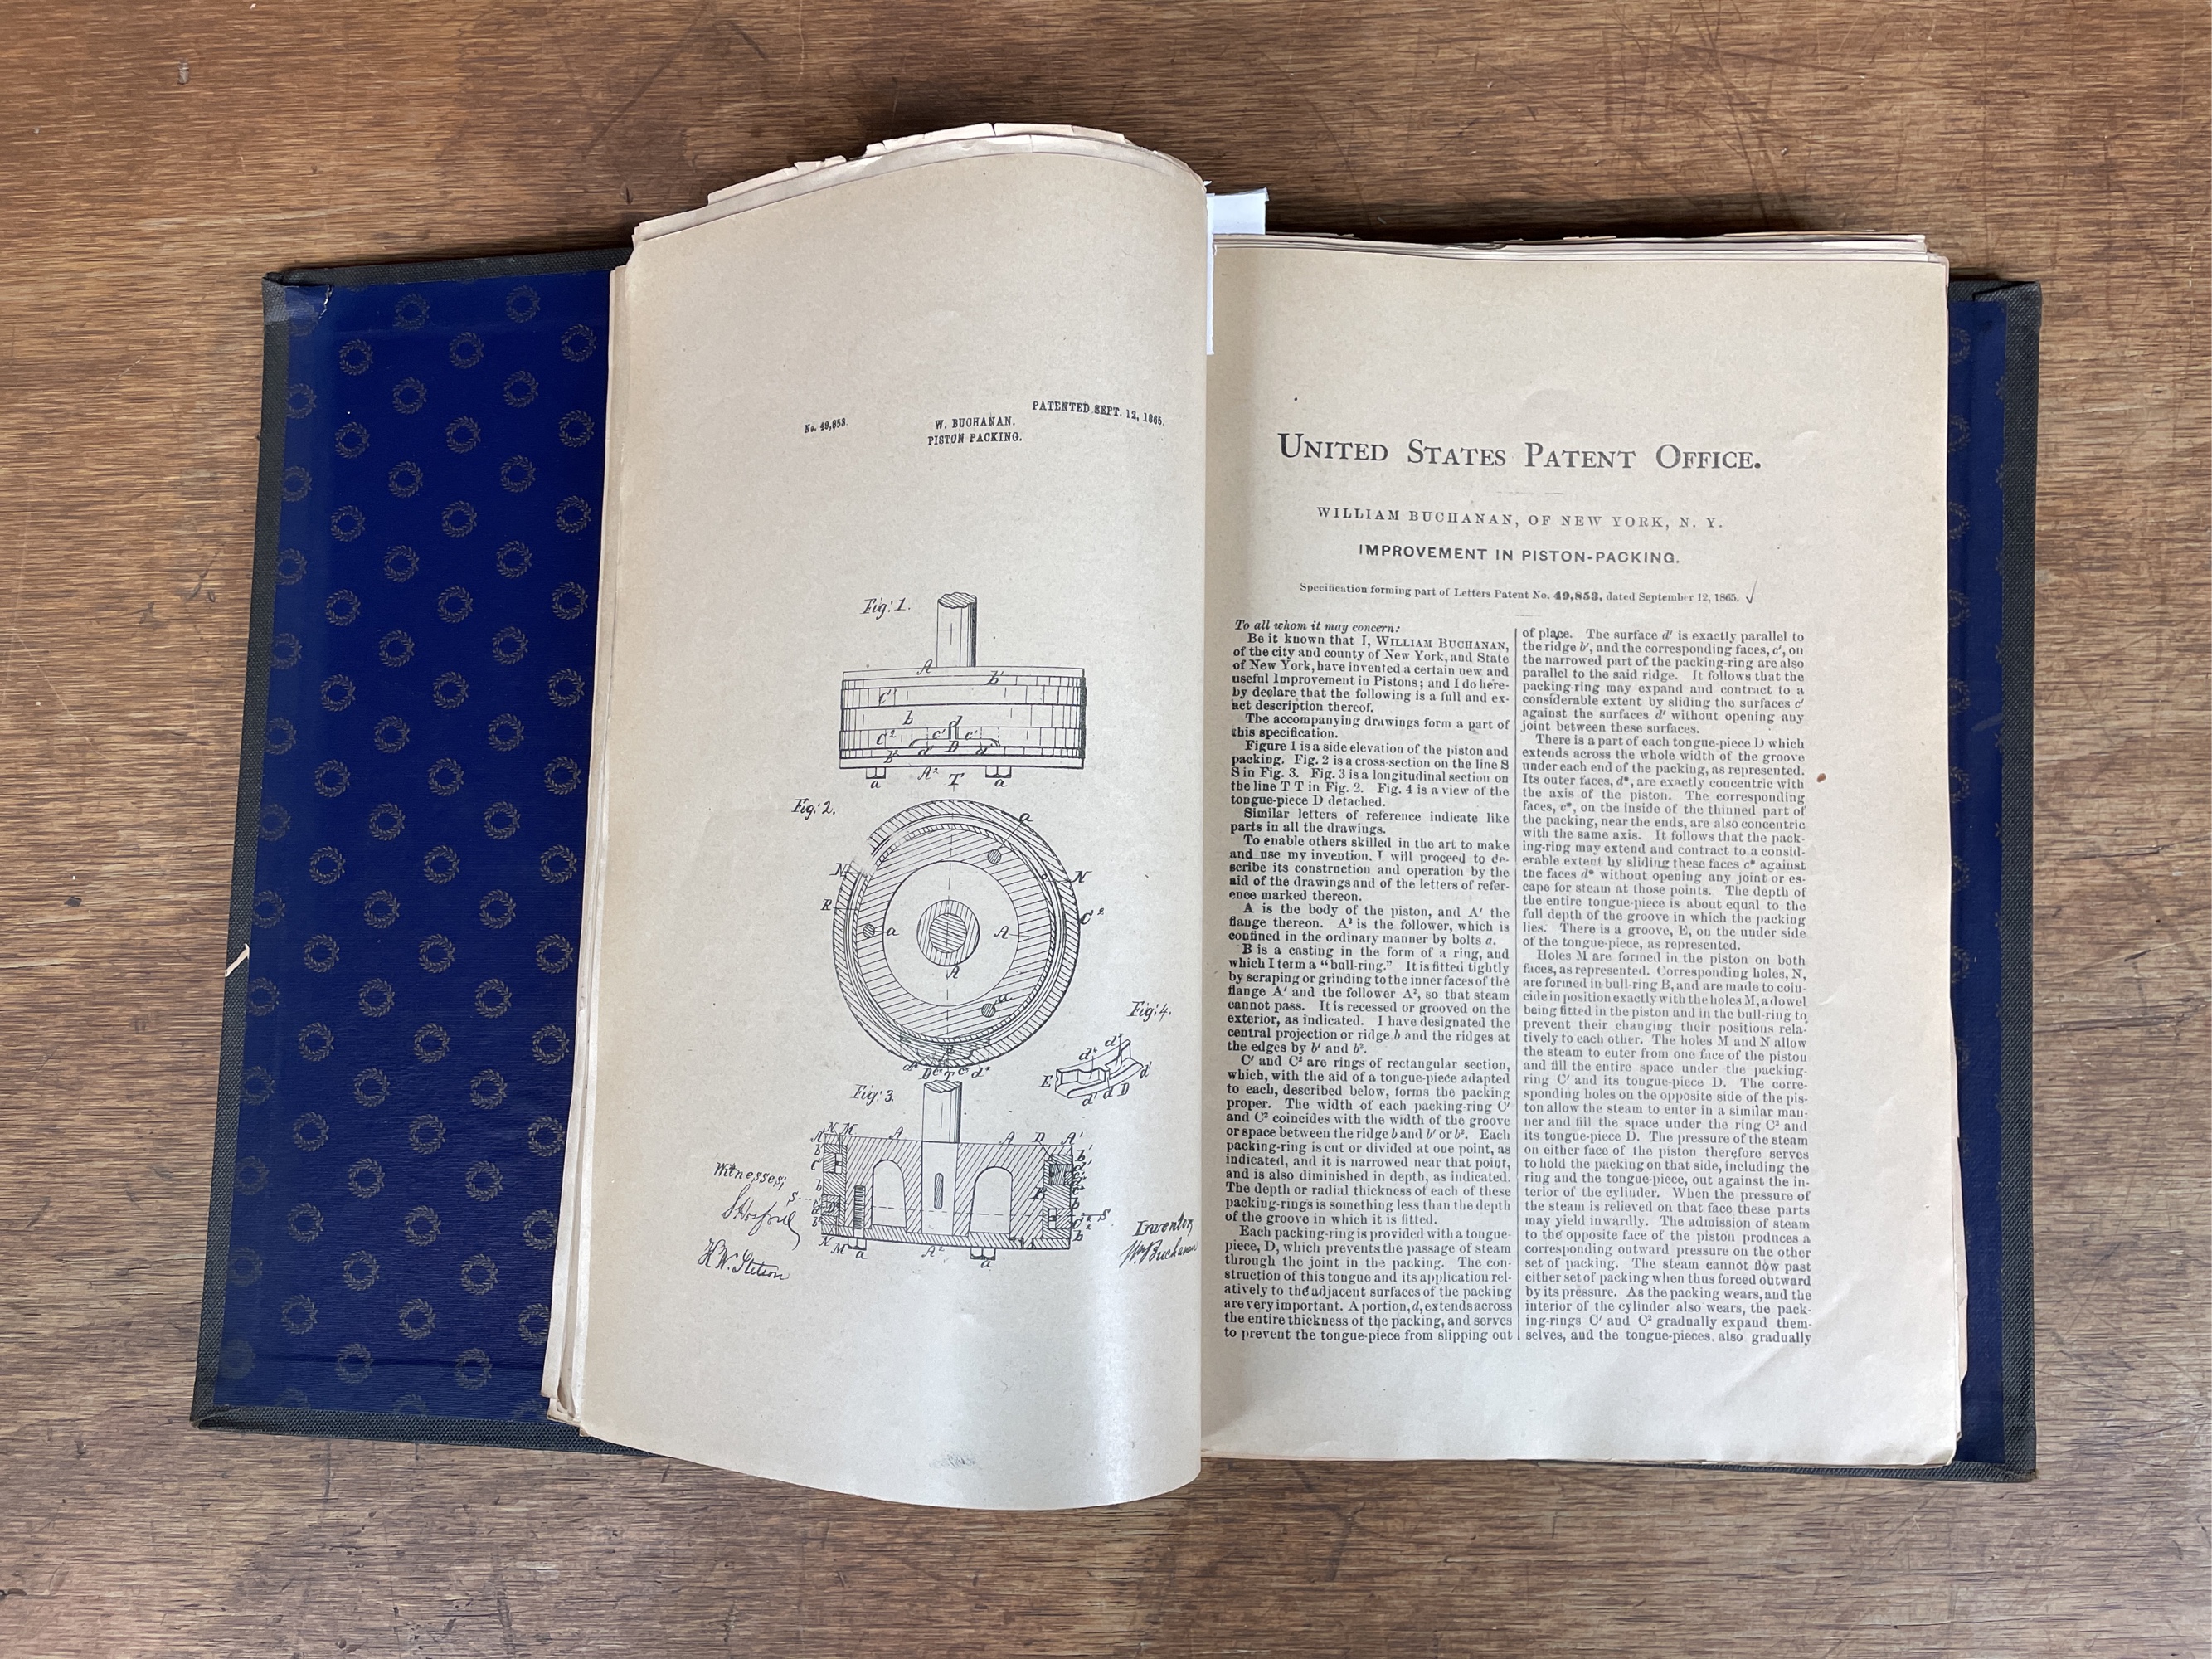 No. 49,853.
W. BUCHANAN.
PISTON PACKING.
PATENTED SEPT. 12, 1865.
Fig: 1.
A
b'
C'
b
d
C²
c'
c'
B
d'
D
d'
A²
T
a
a
Fig: 2.
a
N
N
R
C²
a
A
A
a
d* D c' T c' d*
Fig: 4.
d*
d'
E
d'
d' d D
Fig: 3.
N M
A
A
D
A'
b'
C'
b
S
S
B
N M
a
A²
a
Witnesses;
H.W. Stetson
Inventor
Wm Buchanan
UNITED STATES PATENT OFFICE.
WILLIAM BUCHANAN, OF NEW YORK, N. Y.
IMPROVEMENT IN PISTON-PACKING.
Specification forming part of Letters Patent No. 49,853, dated September 12, 1865.
To all whom it may concern:
Be it known that I, WILLIAM BUCHANAN,
of the city and county of New York, and State
of New York, have invented a certain new and
useful Improvement in Pistons; and I do here-
by declare that the following is a full and ex-
act description thereof.
The accompanying drawings form a part of
this specification.
Figure 1 is a side elevation of the piston and
packing. Fig. 2 is a cross-section on the line S
S in Fig. 3. Fig. 3 is a longitudinal section on
the line T T in Fig. 2. Fig. 4 is a view of the
tongue-piece D detached.
Similar letters of reference indicate like
parts in all the drawings.
To enable others skilled in the art to make
and use my invention, I will proceed to de-
scribe its construction and operation by the
aid of the drawings and of the letters of refer-
ence marked thereon.
A is the body of the piston, and A' the
flange thereon. A² is the follower, which is
confined in the ordinary manner by bolts a.
B is a casting in the form of a ring, and
which I term a "bull-ring." It is fitted tightly
by scraping or grinding to the inner faces of the
flange A' and the follower A², so that steam
cannot pass. It is recessed or grooved on the
exterior, as indicated. I have designated the
central projection or ridge b and the ridges at
the edges by b' and b².
C' and C² are rings of rectangular section,
which, with the aid of a tongue-piece adapted
to each, described below, forms the packing
proper. The width of each packing-ring C'
and C² coincides with the width of the groove
or space between the ridge b and b' or b². Each
packing-ring is cut or divided at one point, as
indicated, and it is narrowed near that point,
and is also diminished in depth, as indicated.
The depth or radial thickness of each of these
packing-rings is something less than the depth
of the groove in which it is fitted.
Each packing-ring is provided with a tongue-
piece, D, which prevents the passage of steam
through the joint in the packing. The con-
struction of this tongue and its application rel-
atively to the adjacent surfaces of the packing
are very important. A portion, d, extends across
the entire thickness of the packing, and serves
to prevent the tongue-piece from slipping out
of place. The surface d' is exactly parallel to
the ridge b', and the corresponding faces, c', on
the narrowed part of the packing-ring are also
parallel to the said ridge. It follows that the
packing-ring may expand and contract to a
considerable extent by sliding the surfaces c'
against the surfaces d' without opening any
joint between these surfaces.
There is a part of each tongue-piece D which
extends across the whole width of the groove
under each end of the packing, as represented.
Its outer faces, d*, are exactly concentric with
the axis of the piston. The corresponding
faces, c*, on the inside of the thinned part of
the packing, near the ends, are also concentric
with the same axis. It follows that the pack-
ing-ring may extend and contract to a consid-
erable extent by sliding these faces c* against
the faces d* without opening any joint or es-
cape for steam at those points. The depth of
the entire tongue-piece is about equal to the
full depth of the groove in which the packing
lies. There is a groove, E, on the under side
of the tongue-piece, as represented.
Holes M are formed in the piston on both
faces, as represented. Corresponding holes, N,
are formed in bull-ring B, and are made to coin-
cide in position exactly with the holes M, a dowel
being fitted in the piston and in the bull-ring to
prevent their changing their positions rela-
tively to each other. The holes M and N allow
the steam to enter from one face of the piston
and fill the entire space under the packing-
ring C' and its tongue-piece D. The corre-
sponding holes on the opposite side of the pis-
ton allow the steam to enter in a similar man-
ner and fill the space under the ring C² and
its tongue-piece D. The pressure of the steam
on either face of the piston therefore serves
to hold the packing on that side, including the
ring and the tongue-piece, out against the in-
terior of the cylinder. When the pressure of
the steam is relieved on that face these parts
may yield inwardly. The admission of steam
to the opposite face of the piston produces a
corresponding outward pressure on the other
set of packing. The steam cannot flow past
either set of packing when thus forced outward
by its pressure. As the packing wears, and the
interior of the cylinder also wears, the pack-
ing-rings C' and C² gradually expand them-
selves, and the tongue-pieces also gradually